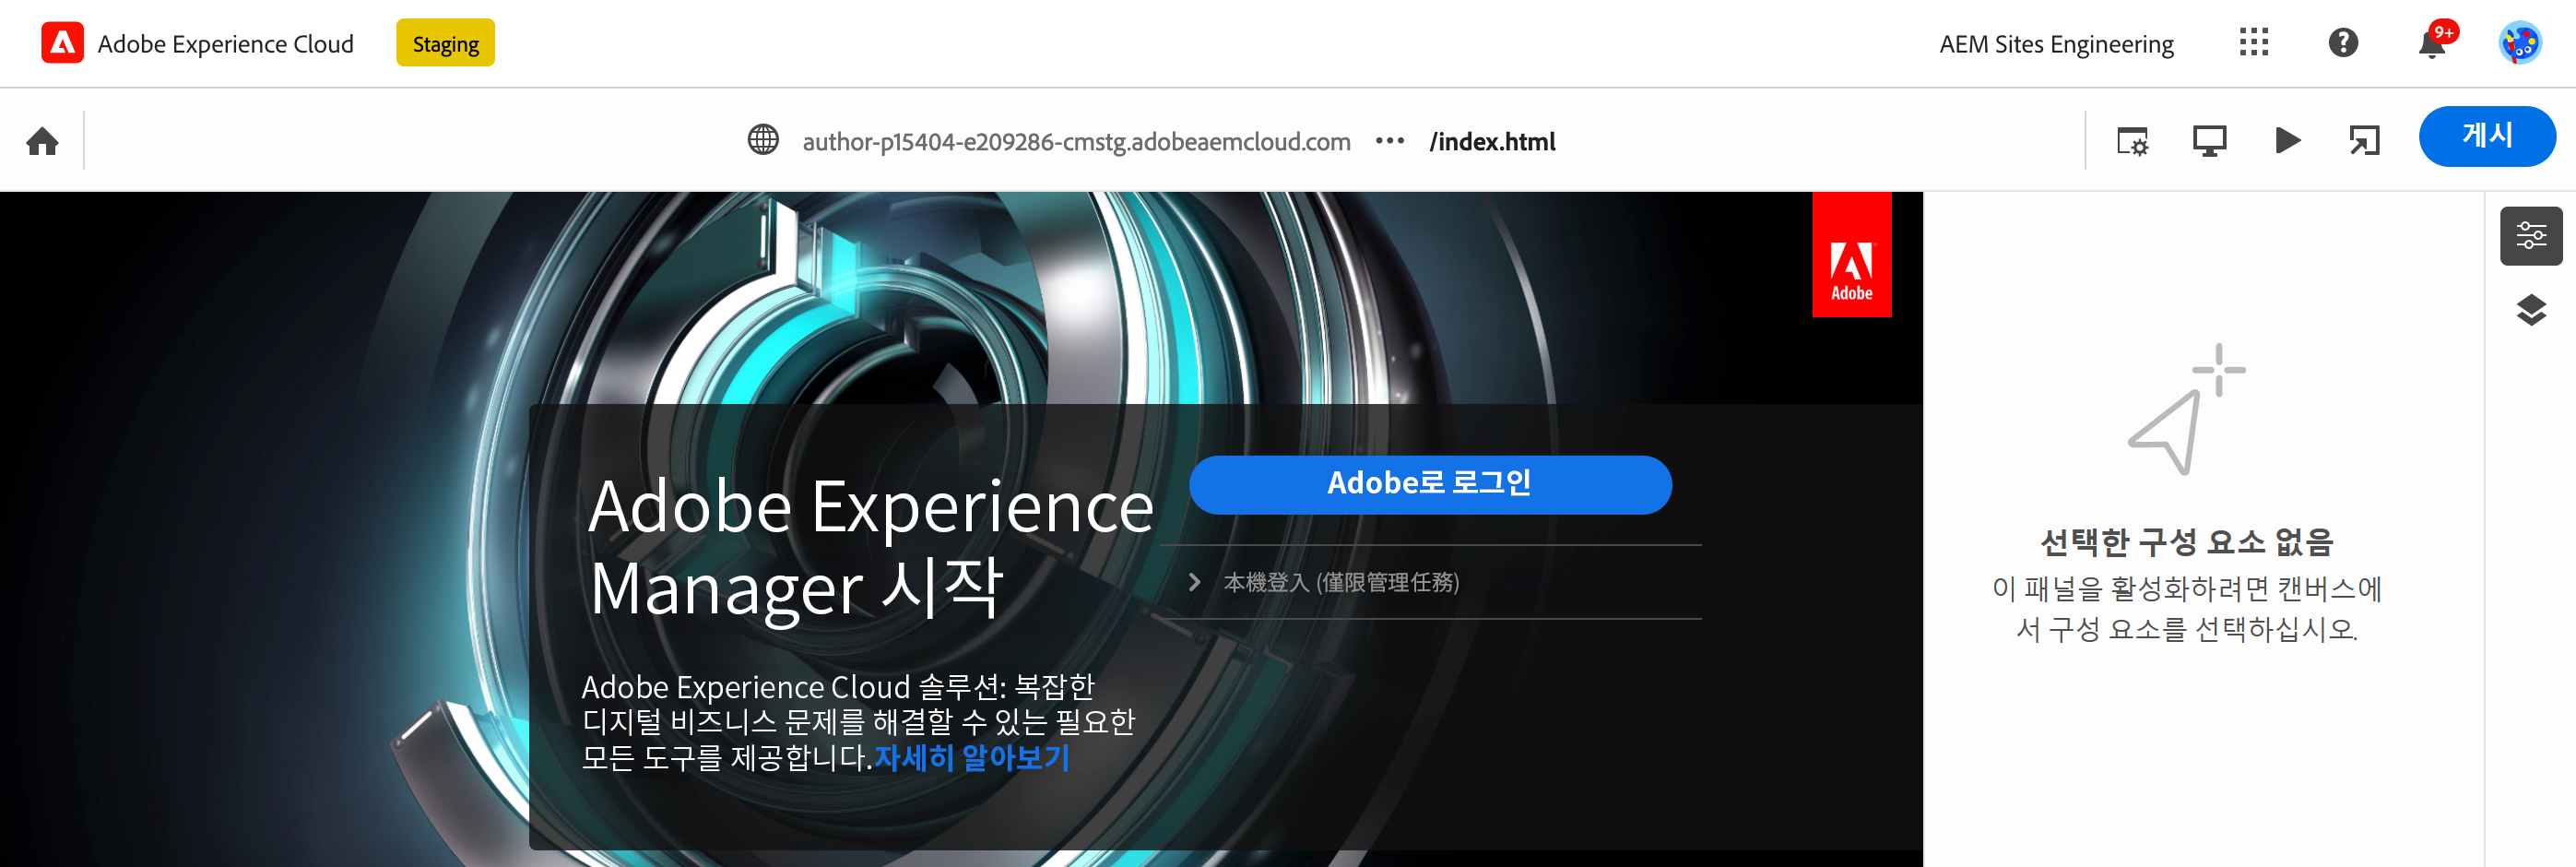 Adobe Experience Cloud
Staging
AEM Sites Engineering
9+
author-p15404-e209286-cmstg.adobeaemcloud.com ••• /index.html
게시
Adobe
Adobe Experience
Manager 시작
Adobe Experience Cloud 솔루션: 복잡한
디지털 비즈니스 문제를 해결할 수 있는 필요한
모든 도구를 제공합니다.자세히 알아보기
Adobe로 로그인
本機登入 (僅限管理任務)
선택한 구성 요소 없음
이 패널을 활성화하려면 캔버스에
서 구성 요소를 선택하십시오.